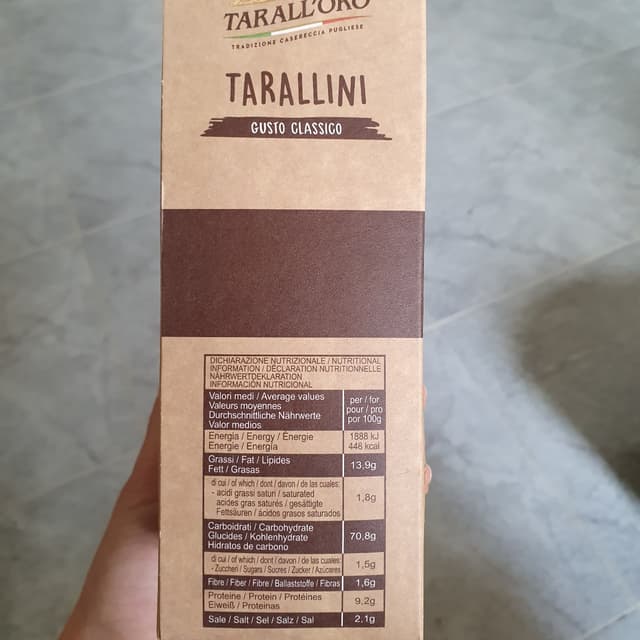 TARALL'ORO
TRADIZIONE CASERECCIA PUGLIESE
TARALLINI
GUSTO CLASSICO
DICHIARAZIONE NUTRIZIONALE / NUTRITIONAL
INFORMATION / DÉCLARATION NUTRITIONNELLE
NÄHRWERTDEKLARATION
INFORMACIÓN NUTRICIONAL
Valori medi / Average values
Valeurs moyennes
Durchschnittliche Nährwerte
Valor medios
per / for
pour / pro
por 100g
Energia / Energy / Énergie
Energie / Energía
1888 kJ
448 kcal
Grassi / Fat / Lipides
Fett / Grasas
13,9g
di cui / of which / dont / davon / de las cuales:
- acidi grassi saturi / saturated
acides gras saturés / gesättigte
Fettsäuren / ácidos grasos saturados
1,8g
Carboidrati / Carbohydrate
Glucides / Kohlenhydrate
Hidratos de carbono
70,8g
di cui / of which / dont / davon / de las cuales:
- Zuccheri / Sugars / Sucres / Zucker / Azúcares
1,5g
Fibre / Fiber / Fibre / Ballaststoffe / Fibras
1,6g
Proteine / Protein / Protéines
Eiweiß / Proteinas
9,2g
Sale / Salt / Sel / Salz / Sal
2,1g